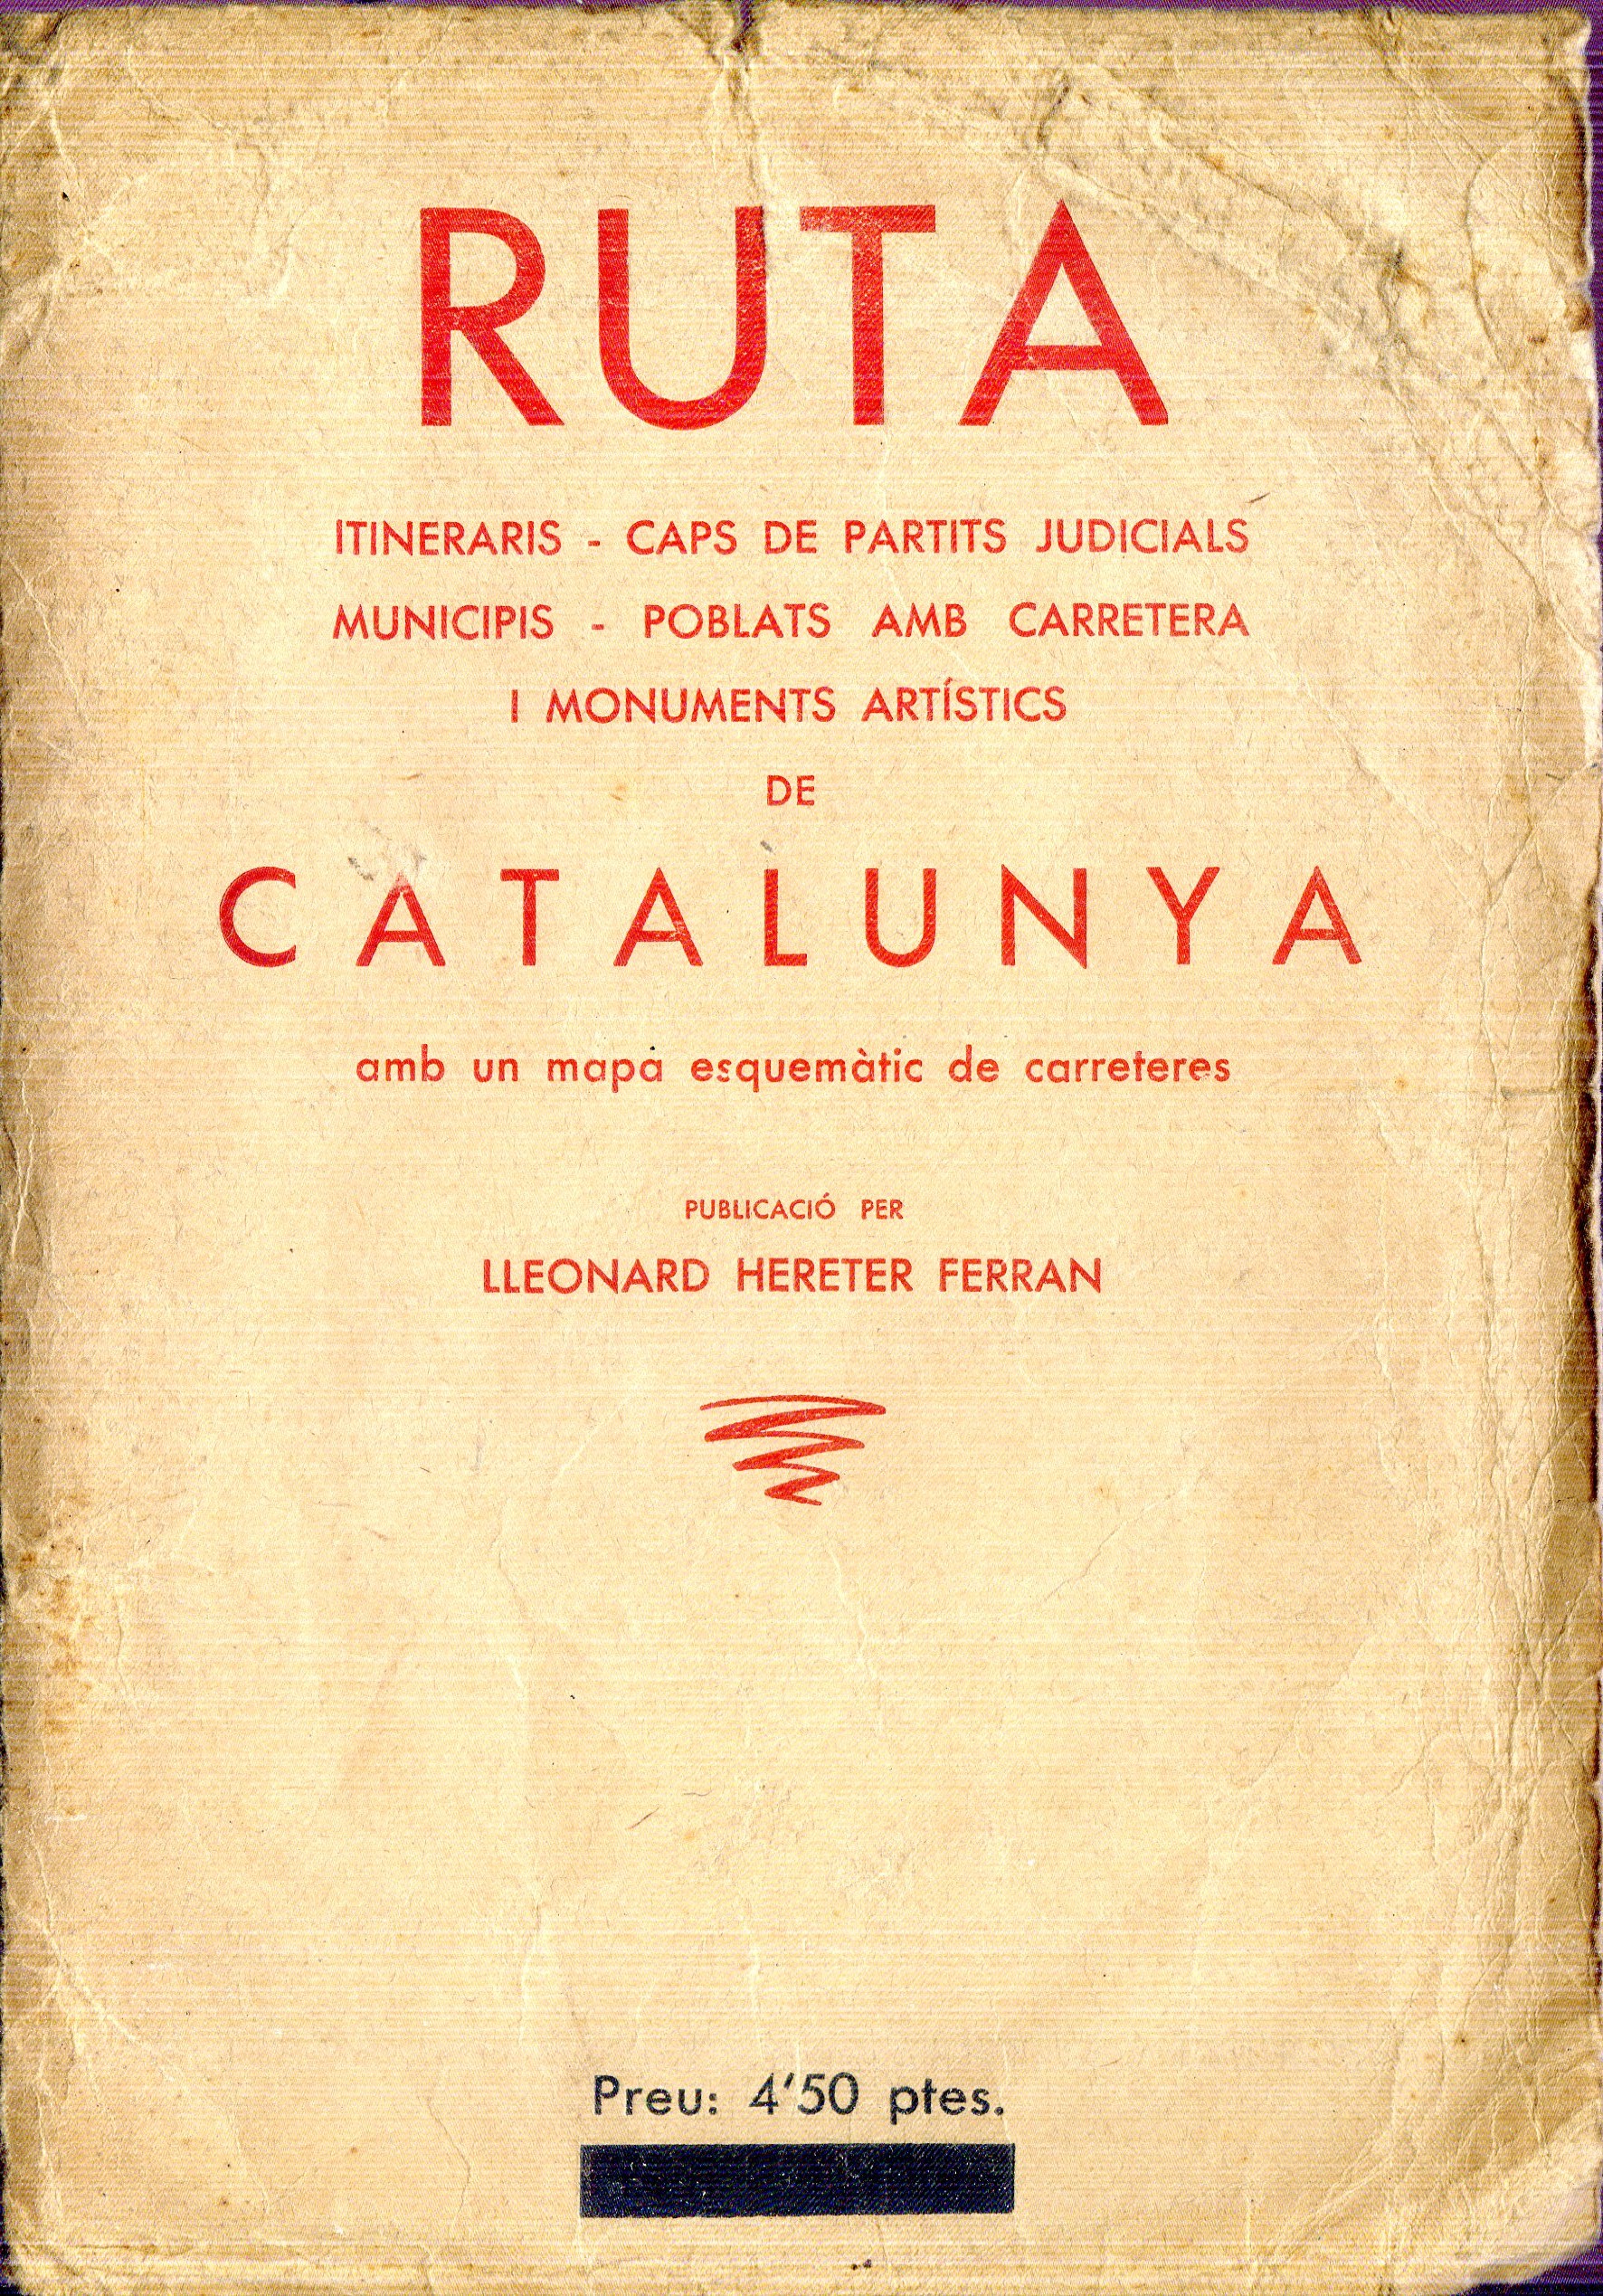 RUTA
ITINERARIS - CAPS DE PARTITS JUDICIALS
MUNICIPIS - POBLATS AMB CARRETERA
I MONUMENTS ARTÍSTICS
DE
CATALUNYA
amb un mapa esquemàtic de carreteres
PUBLICACIÓ PER
LLEONARD HERETER FERRAN
Preu: 4'50 ptes.